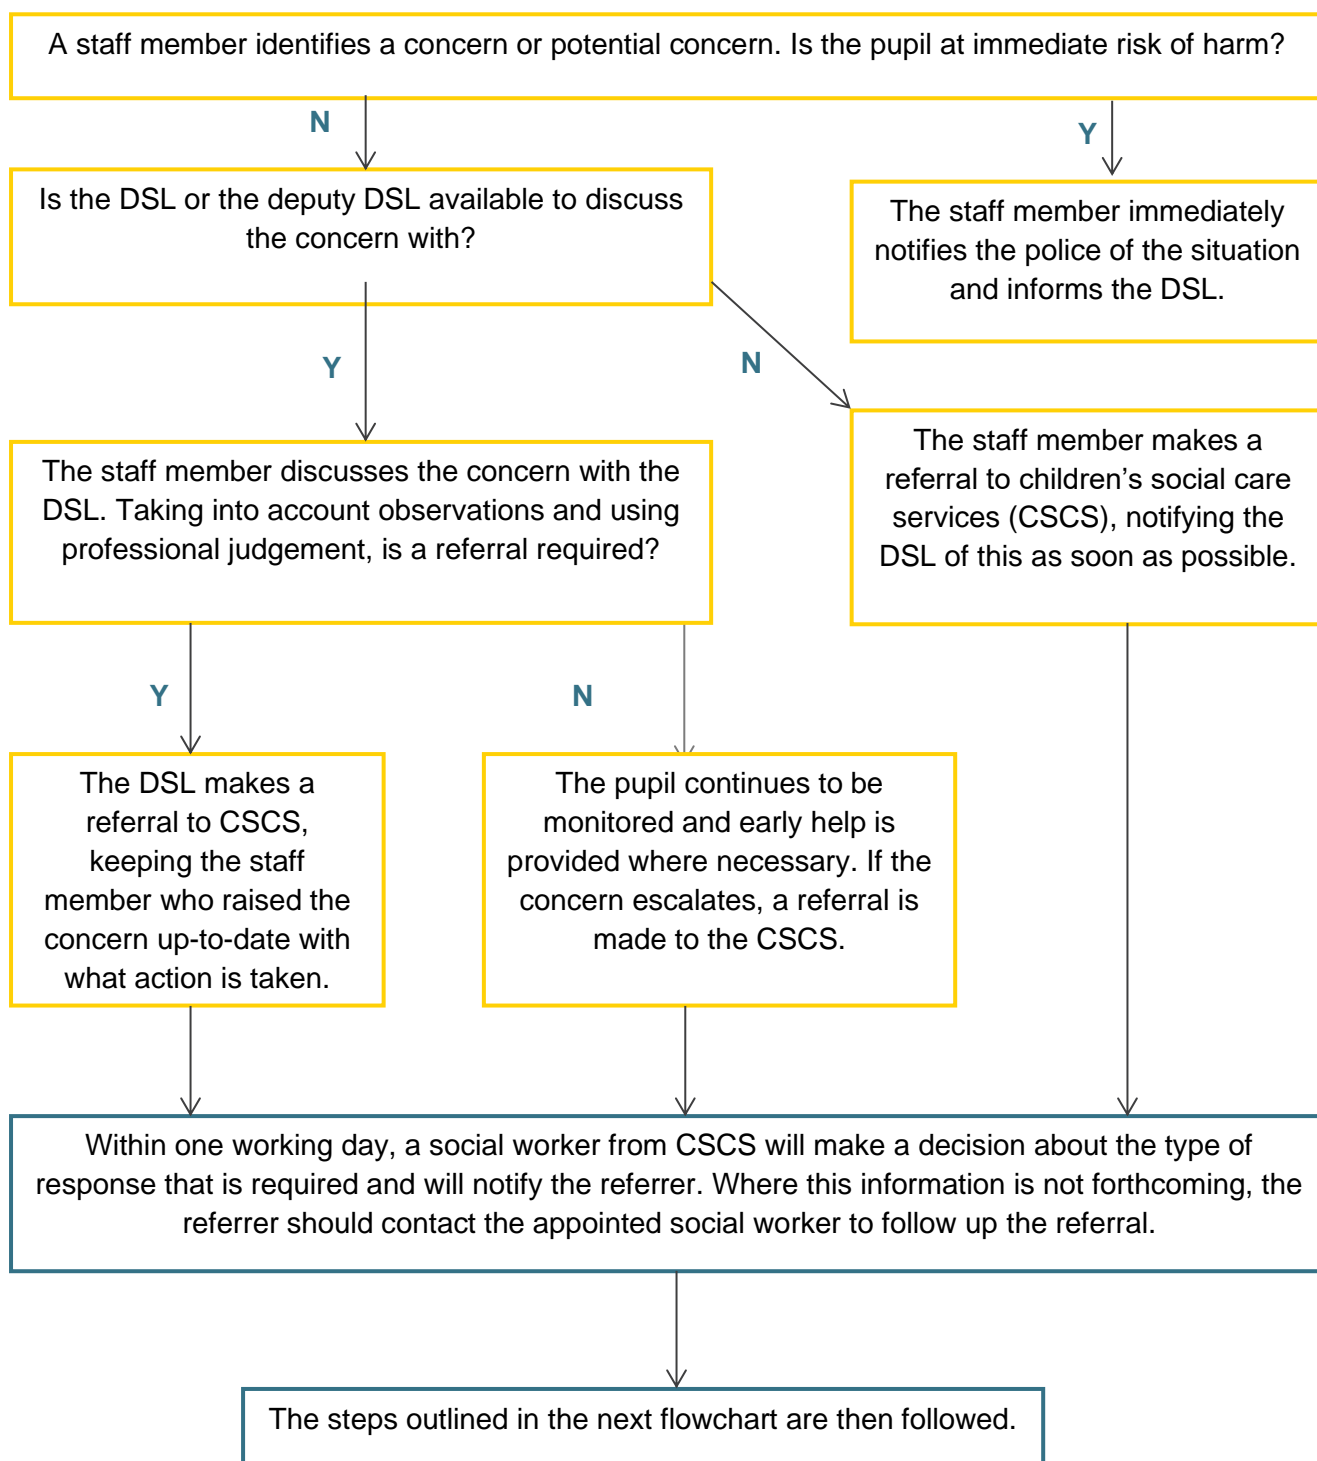 A staff member identifies a concern or potential concern. Is the pupil at immediate risk of harm?
N
Y
Is the DSL or the deputy DSL available to discuss
the concern with?
The staff member immediately
notifies the police of the situation
and informs the DSL.
Y
N
The staff member discusses the concern with the
DSL. Taking into account observations and using
professional judgement, is a referral required?
The staff member makes a
referral to children’s social care
services (CSCS), notifying the
DSL of this as soon as possible.
Y
N
The DSL makes a
referral to CSCS,
keeping the staff
member who raised the
concern up-to-date with
what action is taken.
The pupil continues to be
monitored and early help is
provided where necessary. If the
concern escalates, a referral is
made to the CSCS.
Within one working day, a social worker from CSCS will make a decision about the type of
response that is required and will notify the referrer. Where this information is not forthcoming, the
referrer should contact the appointed social worker to follow up the referral.
The steps outlined in the next flowchart are then followed.